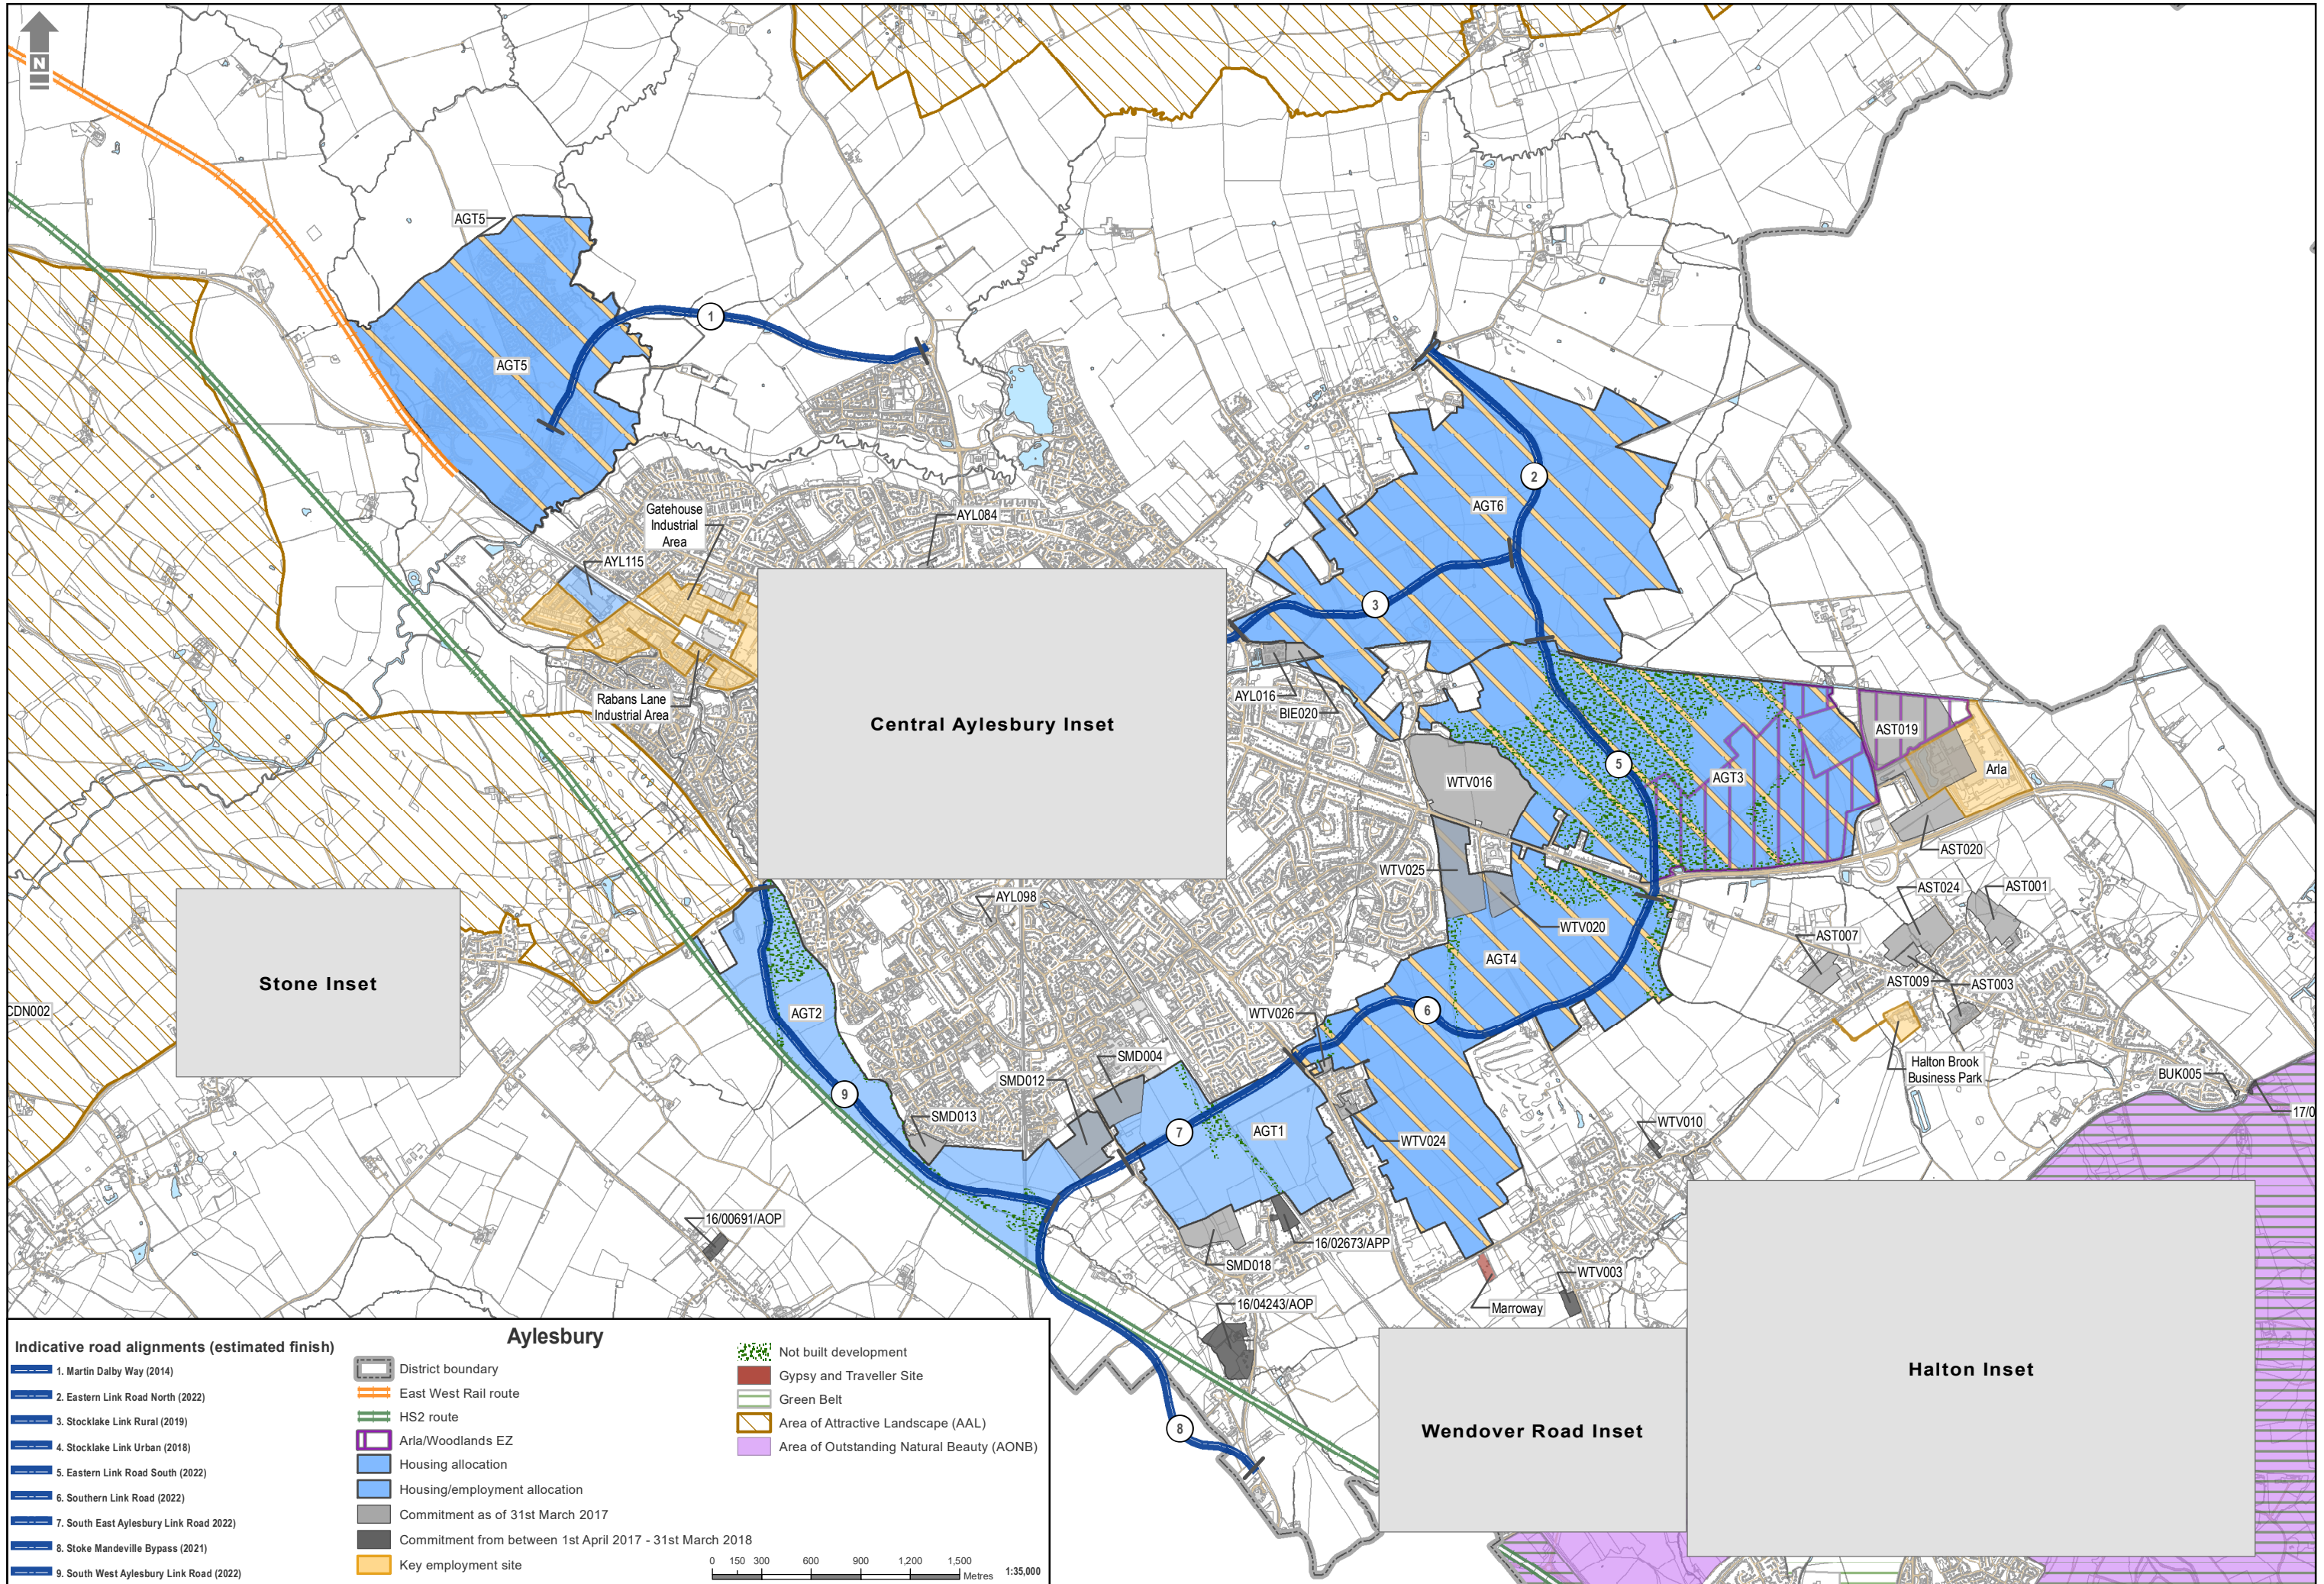 N
AGT5
1
AGT5
2
Gatehouse
Industrial
Area
AYL084
AGT6
AYL115
3
Rabans Lane
Industrial Area
Central Aylesbury Inset
AYL016
BIE020
AST019
5
AGT3
Arla
WTV016
AST020
WTV025
AYL098
AST024
AST001
WTV020
AST007
Stone Inset
AGT4
AST009
AST003
CDN002
AGT2
WTV026
6
SMD004
Halton Brook
Business Park
SMD012
BUK005
9
SMD013
17/0
7
AGT1
WTV010
WTV024
16/00691/AOP
16/02673/APP
SMD018
WTV003
Marroway
16/04243/AOP
Halton Inset
8
Wendover Road Inset
Aylesbury
Indicative road alignments (estimated finish)
1. Martin Dalby Way (2014)
2. Eastern Link Road North (2022)
3. Stocklake Link Rural (2019)
4. Stocklake Link Urban (2018)
5. Eastern Link Road South (2022)
6. Southern Link Road (2022)
7. South East Aylesbury Link Road 2022)
8. Stoke Mandeville Bypass (2021)
9. South West Aylesbury Link Road (2022)
District boundary
East West Rail route
HS2 route
Arla/Woodlands EZ
Housing allocation
Housing/employment allocation
Commitment as of 31st March 2017
Commitment from between 1st April 2017 - 31st March 2018
Key employment site
Not built development
Gypsy and Traveller Site
Green Belt
Area of Attractive Landscape (AAL)
Area of Outstanding Natural Beauty (AONB)
0 150 300 600 900 1,200 1,500
Metres
1:35,000